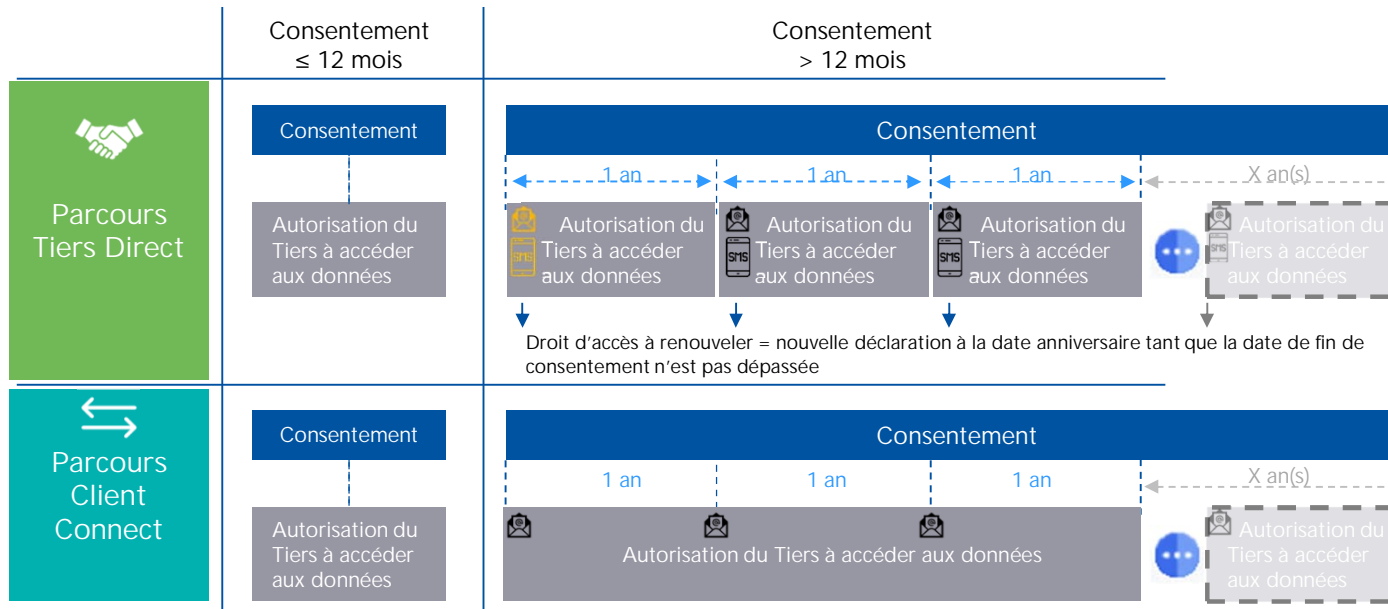 Consentement
≤ 12 mois
Consentement
> 12 mois
Parcours
Tiers Direct
Consentement
Autorisation du
Tiers à accéder
aux données
Consentement
1 an
1 an
1 an
X an(s)
@
SMS
Autorisation du
Tiers à accéder
aux données
@
SMS
Autorisation du
Tiers à accéder
aux données
@
SMS
Autorisation du
Tiers à accéder
aux données
@
SMS
Autorisation du
Tiers à accéder
aux données
Droit d'accès à renouveler = nouvelle déclaration à la date anniversaire tant que la date de fin de
consentement n'est pas dépassée
Parcours
Client
Connect
Consentement
Autorisation du
Tiers à accéder
aux données
Consentement
1 an
1 an
1 an
X an(s)
@
@
@
Autorisation du Tiers à accéder aux données
@
Autorisation du
Tiers à accéder
aux données